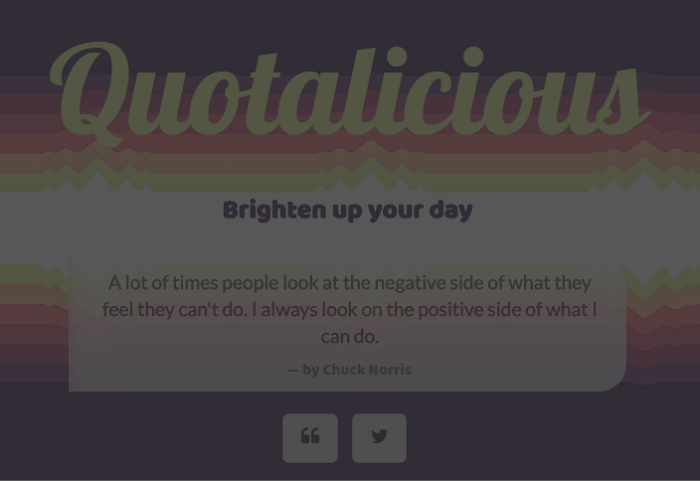 Quotalicious
Brighten up your day
A lot of times people look at the negative side of what they
feel they can't do. I always look on the positive side of what I
can do.
— by Chuck Norris